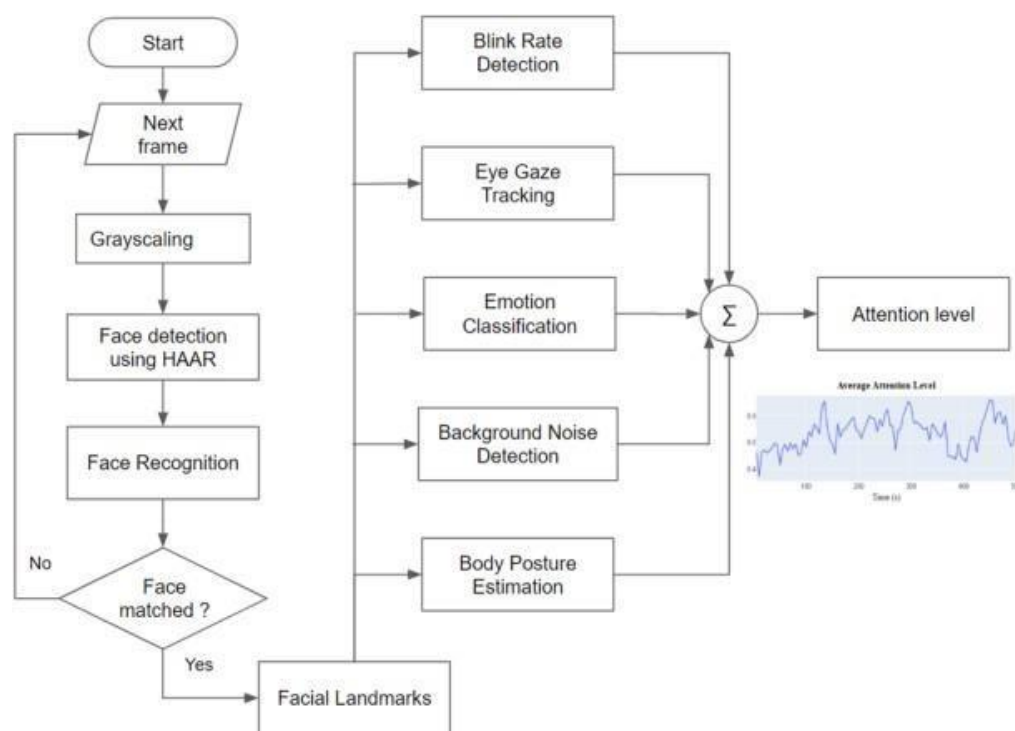 Start
Next
frame
Grayscaling
Face detection
using HAAR
Face Recognition
No
Face
matched ?
Yes
Facial Landmarks
Blink Rate
Detection
Eye Gaze
Tracking
Emotion
Classification
Background Noise
Detection
Body Posture
Estimation
Σ
Attention level
Average Attention Level
Time (s)